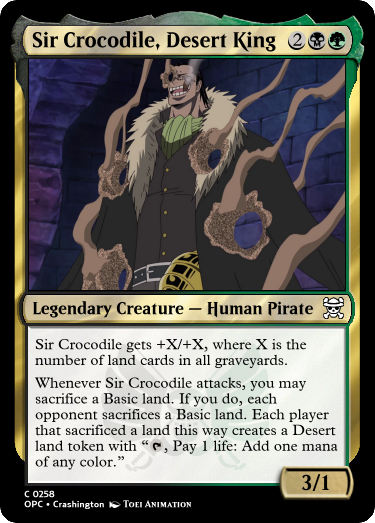 Sir Crocodile, Desert King 2
Legendary Creature — Human Pirate
Sir Crocodile gets +X/+X, where X is the
number of land cards in all graveyards.
Whenever Sir Crocodile attacks, you may
sacrifice a Basic land. If you do, each
opponent sacrifices a Basic land. Each player
that sacrificed a land this way creates a Desert
land token with “ , Pay 1 life: Add one mana
of any color.”
3/1
C 0258
OPC • Crashington TOEI ANIMATION